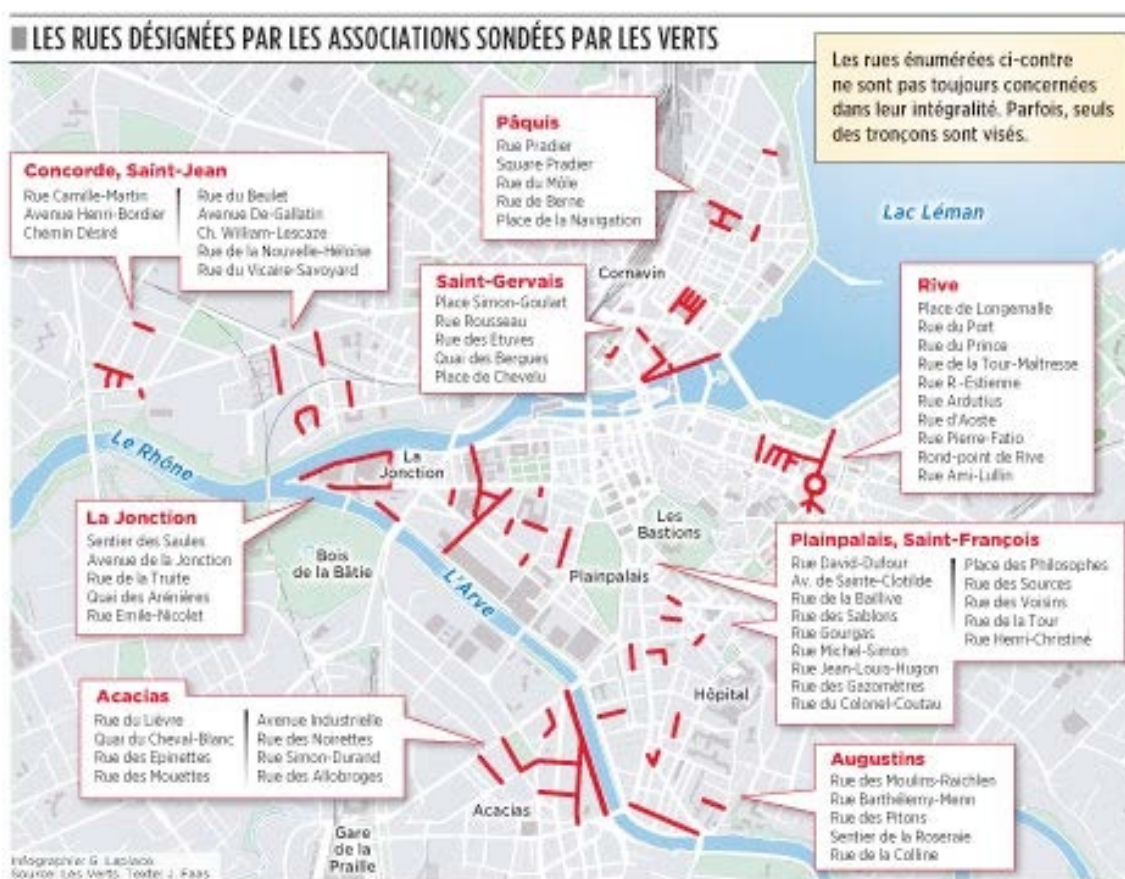 LES RUES DÉSIGNÉES PAR LES ASSOCIATIONS SONDÉES PAR LES VERTS
Les rues énumérées ci-contre
ne sont pas toujours concernées
dans leur intégralité. Parfois, seuls
des tronçons sont visés.
Concorde, Saint-Jean
Rue Camille-Martin
Avenue Henri-Bordier
Chemin Désiré
Rue du Beulet
Avenue De-Gallatin
Ch. William-Lescaze
Rue de la Nouvelle-Héloïse
Rue du Vicaire-Savoyard
Pâquis
Rue Pradier
Square Pradier
Rue du Môle
Rue de Berne
Place de la Navigation
Lac Léman
Cornavin
Saint-Gervais
Place Simon-Goulart
Rue Rousseau
Rue des Etuves
Quai des Bergues
Place de Chevelu
Rive
Place de Longemalle
Rue du Port
Rue du Prince
Rue de la Tour-Maîtresse
Rue R.-Estienne
Rue Ardutius
Rue d'Aoste
Rue Pierre-Fatio
Rond-point de Rive
Rue Ami-Lullin
Le Rhône
La
Jonction
La Jonction
Sentier des Saules
Avenue de la Jonction
Rue de la Truite
Quai des Arénières
Rue Emile-Nicolet
Bois
de la Bâtie
L'Arve
Plainpalais
Les
Bastions
Plainpalais, Saint-François
Rue David-Dufour
Av. de Sainte-Clotilde
Rue de la Baillive
Rue des Sablons
Rue Gourgas
Rue Michel-Simon
Rue Jean-Louis-Hugon
Rue des Gazomètres
Rue du Colonel-Coutau
Place des Philosophes
Rue des Sources
Rue des Voisins
Rue de la Tour
Rue Henri-Christiné
Hôpital
Acacias
Rue du Lièvre
Quai du Cheval-Blanc
Rue des Epinettes
Rue des Mouettes
Avenue Industrielle
Rue des Noirettes
Rue Simon-Durand
Rue des Allobroges
Acacias
Gare
de la
Praille
Augustins
Rue des Moulins-Raichlen
Rue Barthélemy-Menn
Rue des Pitons
Sentier de la Roseraie
Rue de la Colline
Infographie: G. Laplace
Source: Les Verts. Texte: J. Faas